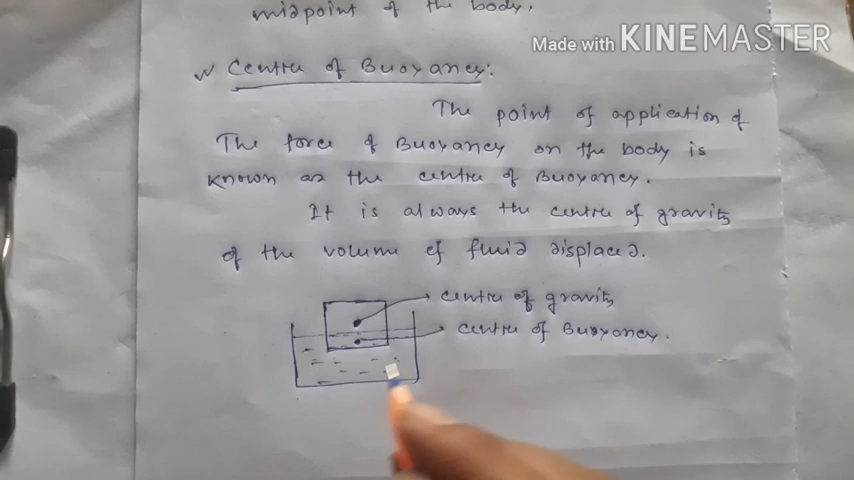 midpoint of the body.
Made with KINEMASTER
Centre of Buoyancy:
The point of application of
The force of Buoyancy on the body is
known as the centre of Buoyancy.
It is always the centre of gravity
of the volume of fluid displaced.
centre of gravity
centre of Buoyancy.